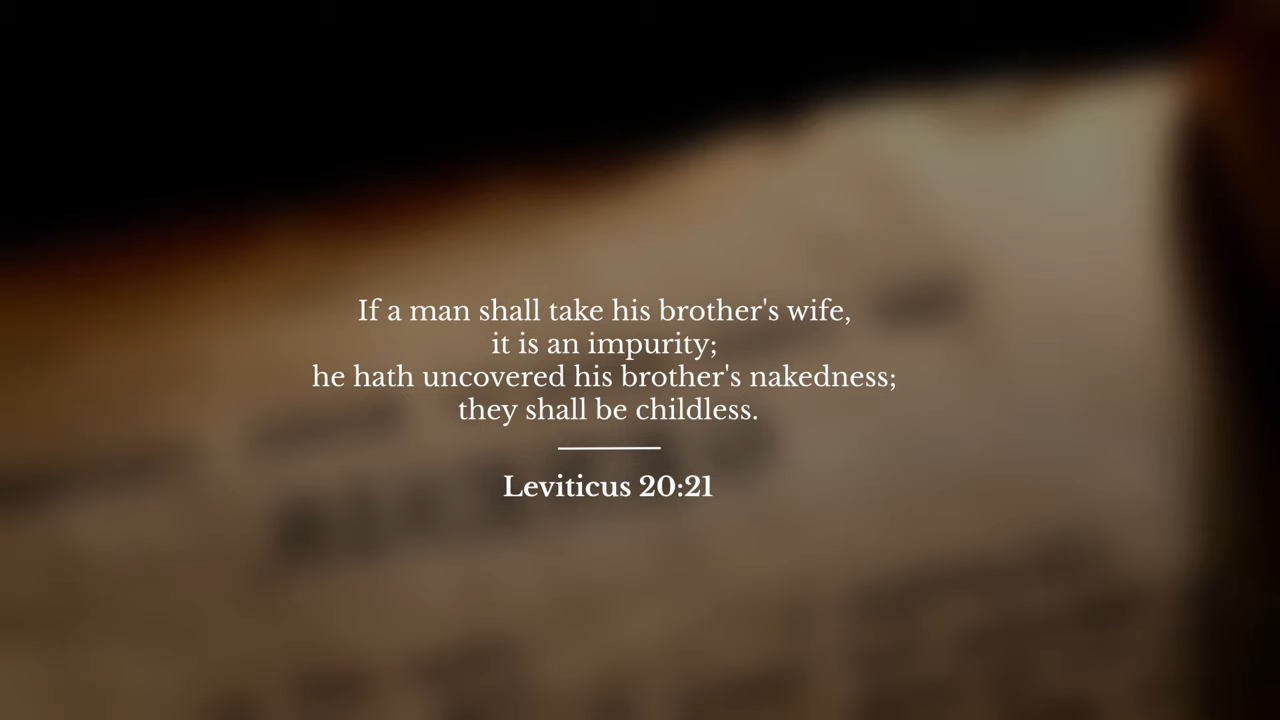 If a man shall take his brother's wife,
it is an impurity;
he hath uncovered his brother's nakedness;
they shall be childless.
Leviticus 20:21